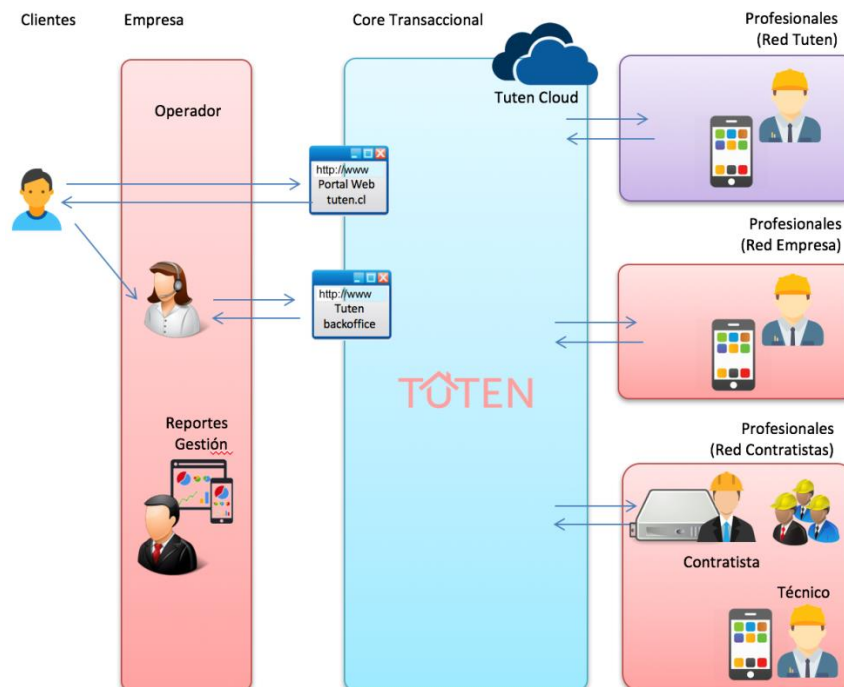 Clientes
Empresa
Core Transaccional
Profesionales
(Red Tuten)
Operador
Tuten Cloud
http://www
Portal Web
tuten.cl
Profesionales
(Red Empresa)
http://www
Tuten
backoffice
TUTEN
Reportes
Gestión
Profesionales
(Red Contratistas)
Contratista
Técnico